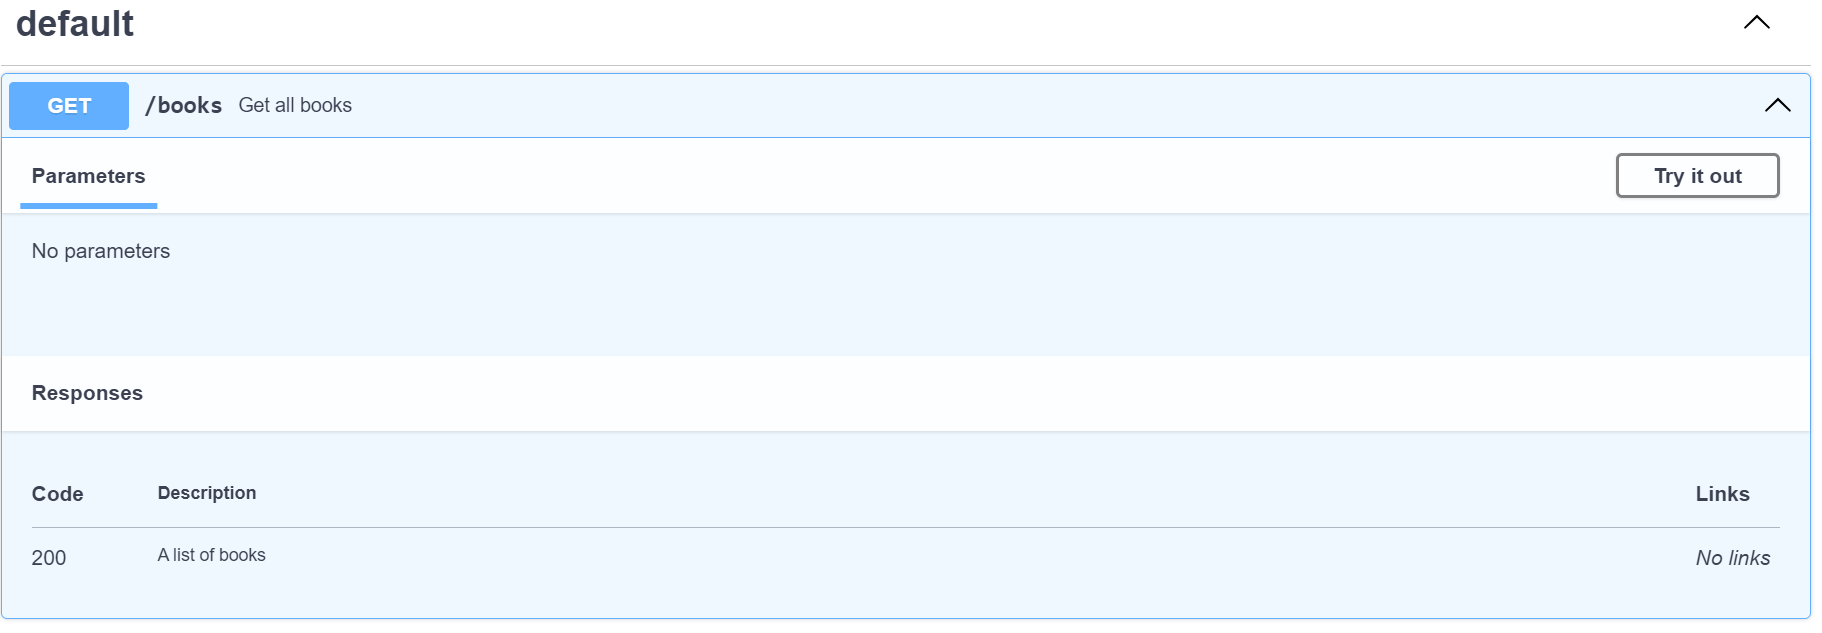 default
GET /books Get all books
Parameters Try it out
No parameters
Responses
Code Description Links
200 A list of books No links